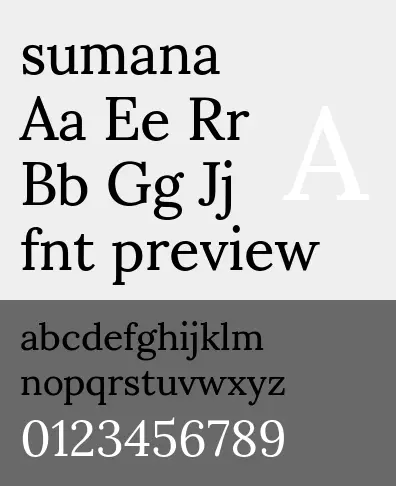 sumana
Aa Ee Rr
A
Bb Gg Jj
fnt preview
abcdefghijklm
nopqrstuvwxyz
0123456789